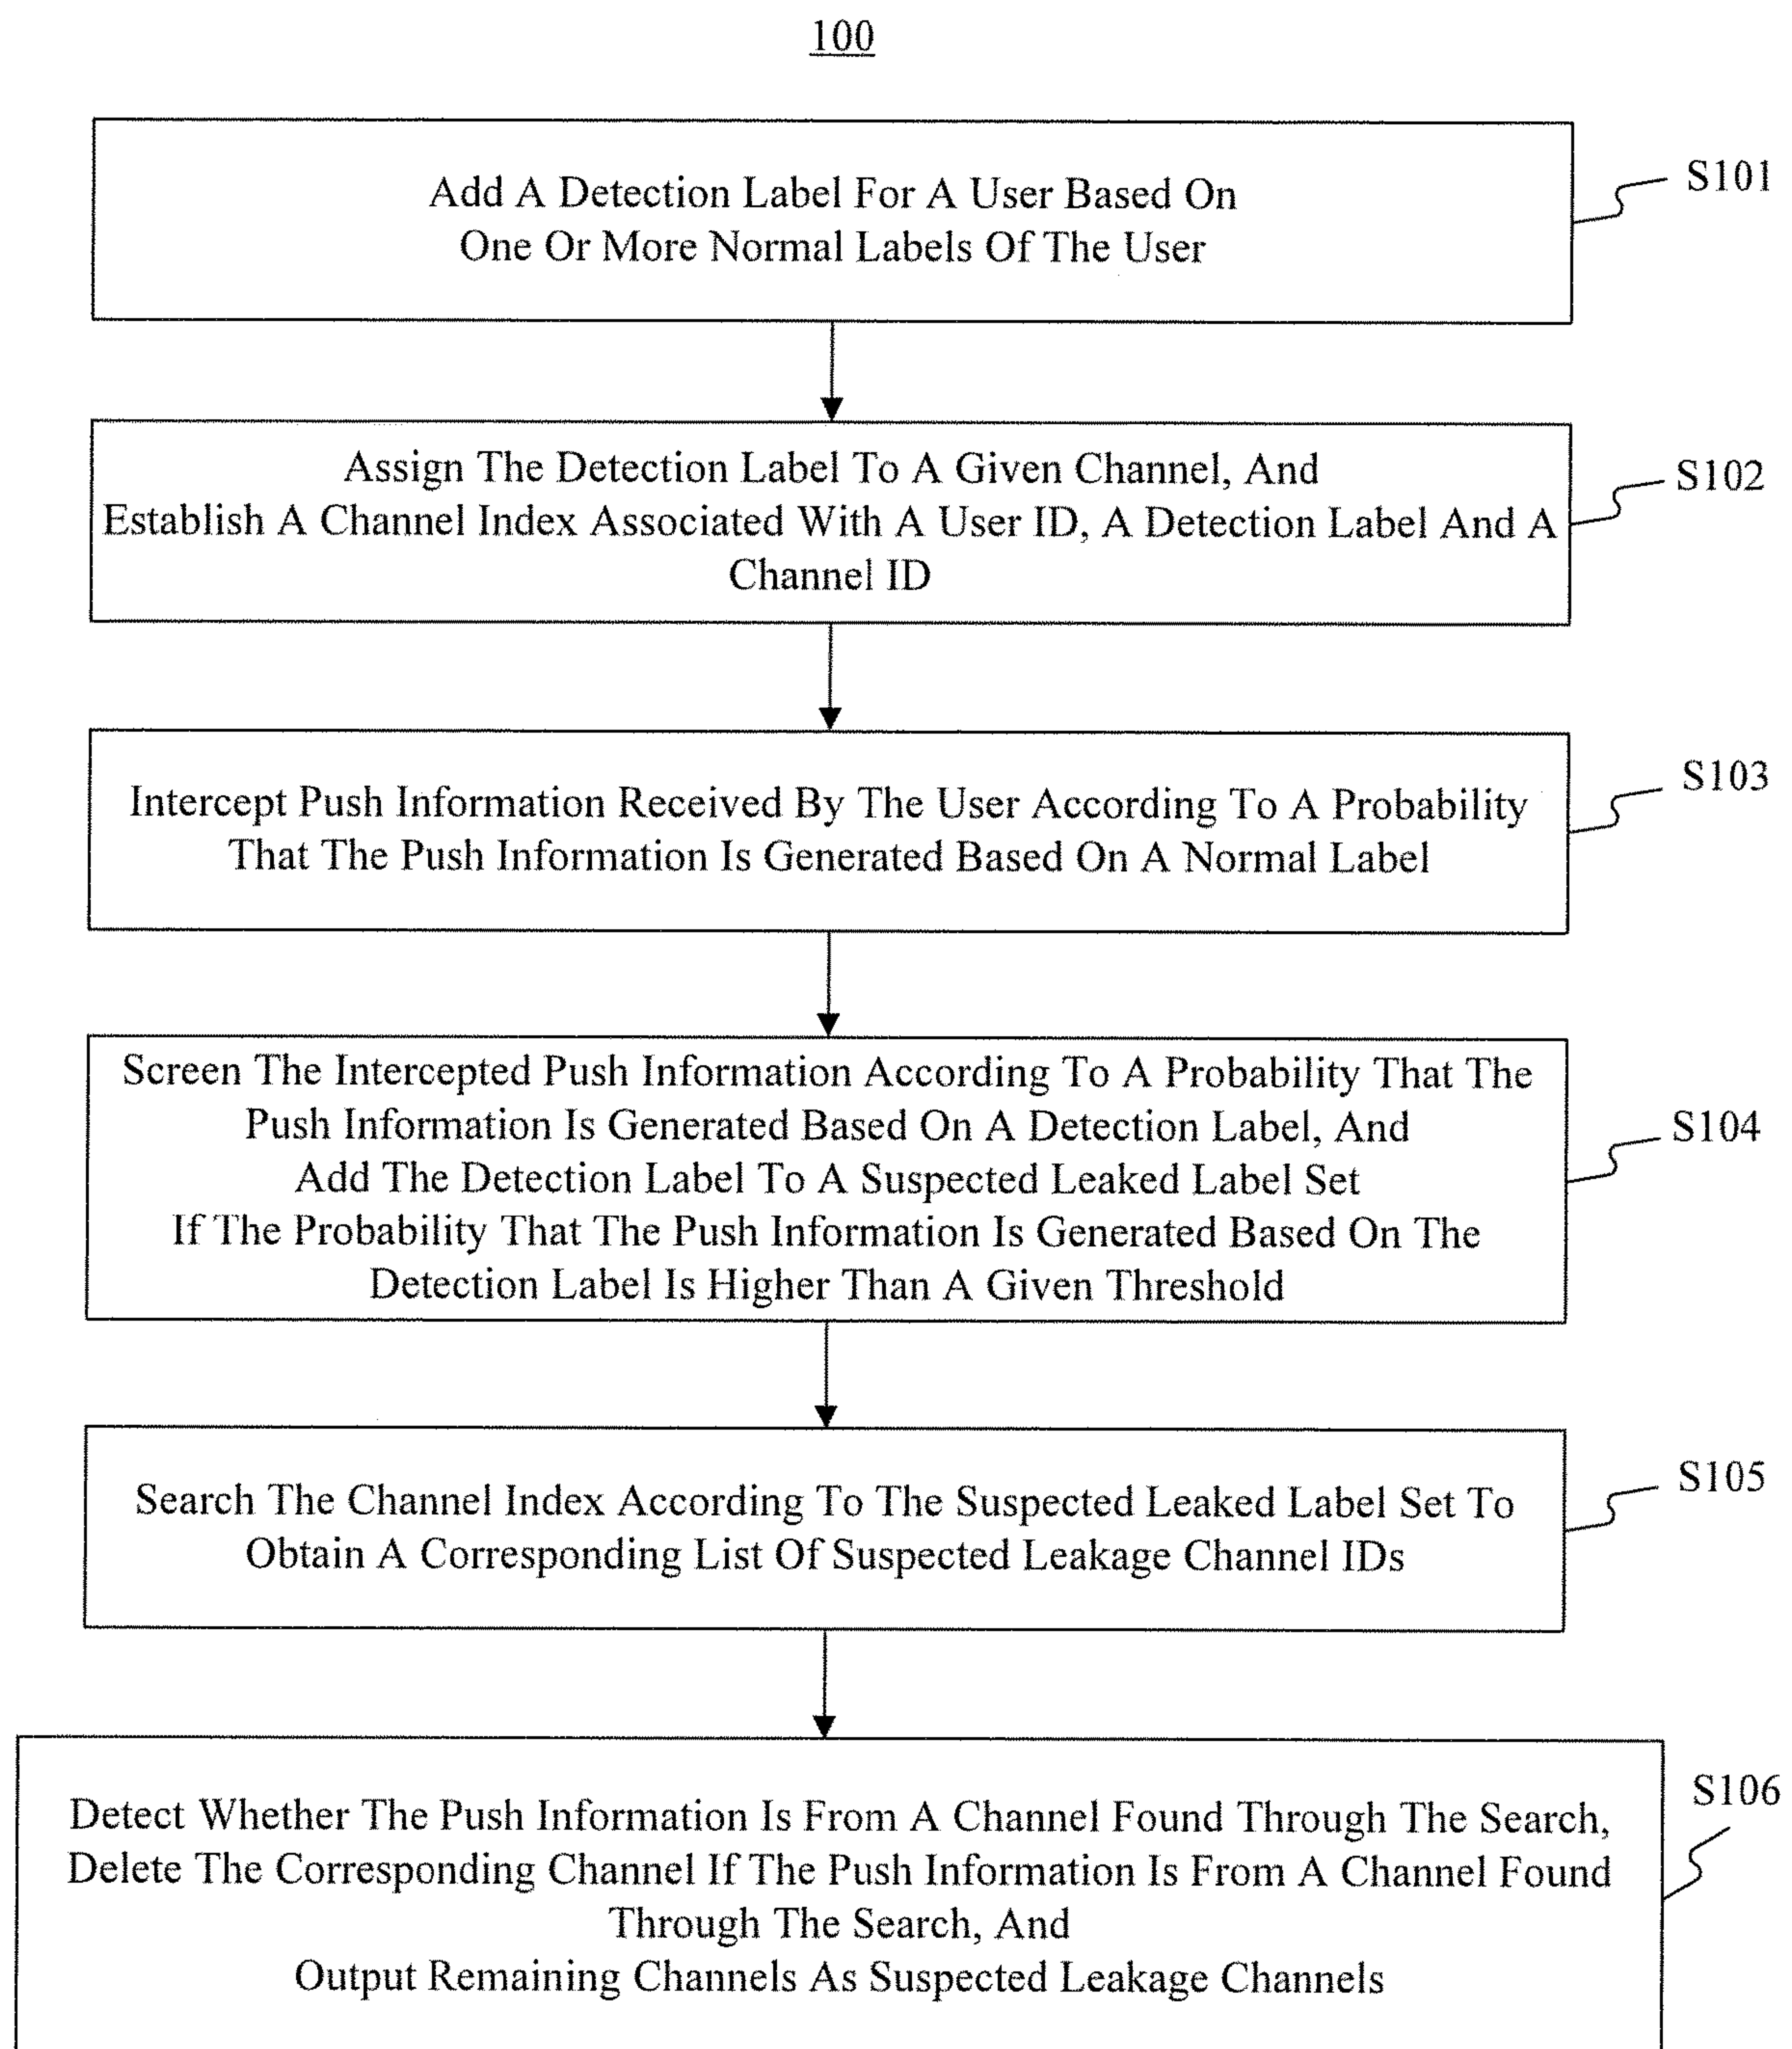 100
Add A Detection Label For A User Based On
One Or More Normal Labels Of The User
S101
Assign The Detection Label To A Given Channel, And
Establish A Channel Index Associated With A User ID, A Detection Label And A
Channel ID
S102
Intercept Push Information Received By The User According To A Probability
That The Push Information Is Generated Based On A Normal Label
S103
Screen The Intercepted Push Information According To A Probability That The
Push Information Is Generated Based On A Detection Label, And
Add The Detection Label To A Suspected Leaked Label Set
If The Probability That The Push Information Is Generated Based On The
Detection Label Is Higher Than A Given Threshold
S104
Search The Channel Index According To The Suspected Leaked Label Set To
Obtain A Corresponding List Of Suspected Leakage Channel IDs
S105
Detect Whether The Push Information Is From A Channel Found Through The Search,
Delete The Corresponding Channel If The Push Information Is From A Channel Found
Through The Search, And
Output Remaining Channels As Suspected Leakage Channels
S106